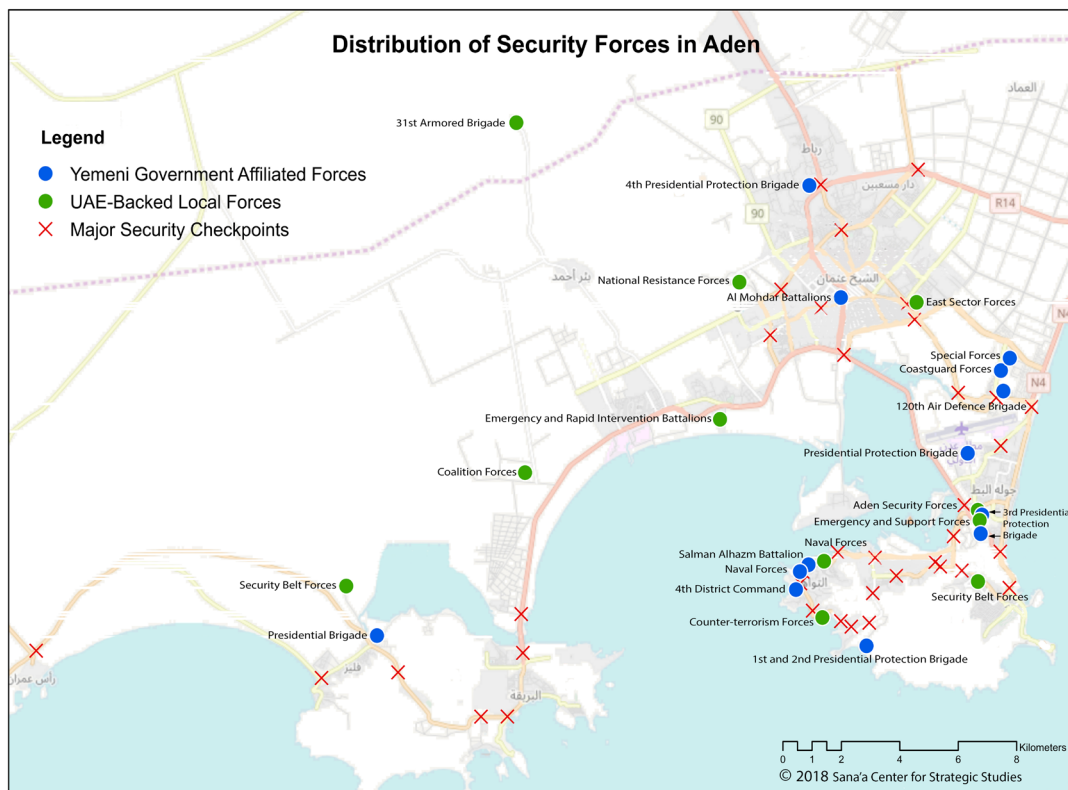 Distribution of Security Forces in Aden
العماد
Legend
Yemeni Government Affiliated Forces
UAE-Backed Local Forces
Major Security Checkpoints
31st Armored Brigade
90
رباط
4th Presidential Protection Brigade
دار مسعبين
R14
90
بئر أحمد
National Resistance Forces
الشيخ عثمان
Al Mohdar Battalions
East Sector Forces
N4
Special Forces
Coastguard Forces
N4
120th Air Defence Brigade
Emergency and Rapid Intervention Battalions
Presidential Protection Brigade
Coalition Forces
جولة البط
Aden Security Forces
3rd Presidential
Emergency and Support Forces
Protection
Brigade
Naval Forces
Salman Alhazm Battalion
Naval Forces
4th District Command
Security Belt Forces
Security Belt Forces
Counter-terrorism Forces
Presidential Brigade
1st and 2nd Presidential Protection Brigade
رأس عمران
البريقة
Kilometers
0 1 2 4 6 8
© 2018 Sana'a Center for Strategic Studies